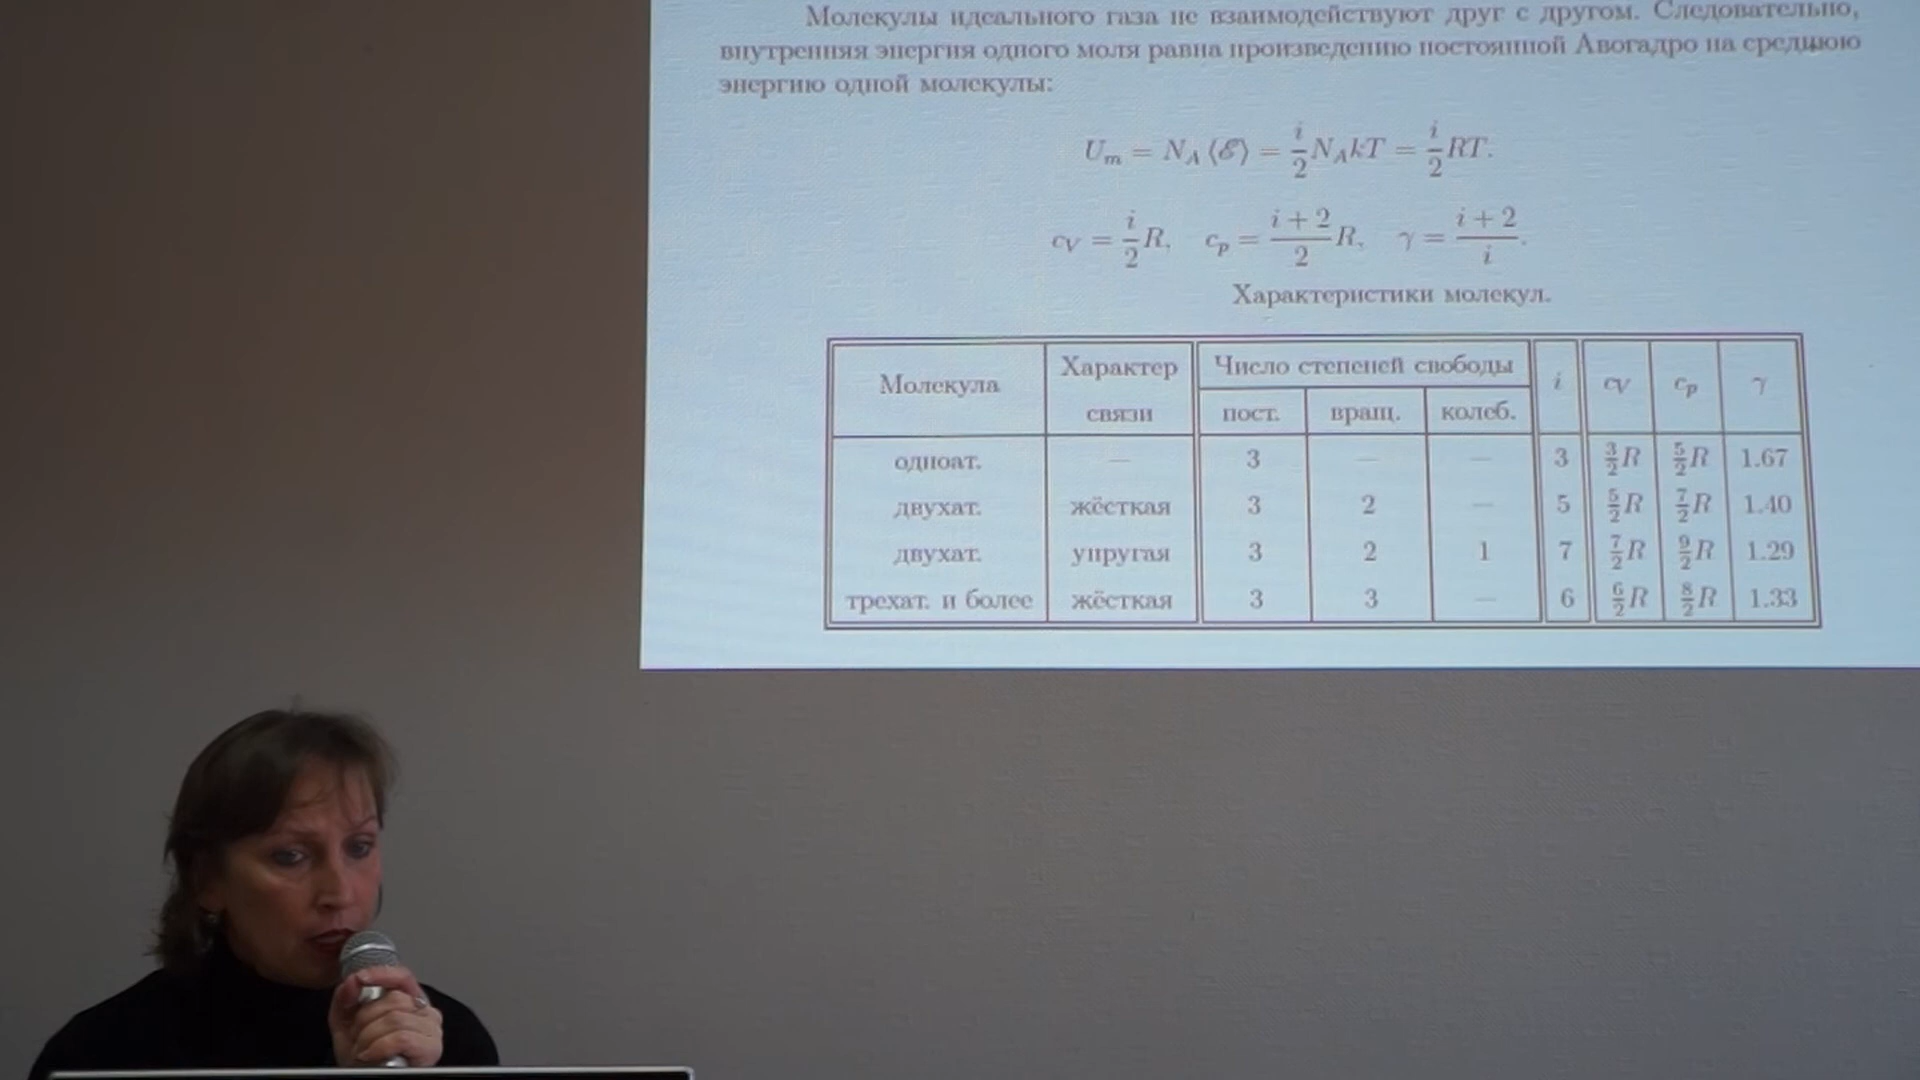 Молекулы идеального газа не взаимодействуют друг с другом. Следовательно,
внутренняя энергия одного моля равна произведению постоянной Авогадро на среднюю
энергию одной молекулы:
U_m = N_A ⟨ℰ⟩ = i/2 N_A kT = i/2 RT.
c_V = i/2 R, c_p = (i + 2)/2 R, γ = (i + 2)/i.
Характеристики молекул.
Молекула | Характер связи | Число степеней свободы | i | c_V | c_p | γ
пост. | вращ. | колеб.
одноат. | — | 3 | — | — | 3 | 3/2 R | 5/2 R | 1.67
двухат. | жёсткая | 3 | 2 | — | 5 | 5/2 R | 7/2 R | 1.40
двухат. | упругая | 3 | 2 | 1 | 7 | 7/2 R | 9/2 R | 1.29
трехат. и более | жёсткая | 3 | 3 | — | 6 | 6/2 R | 8/2 R | 1.33